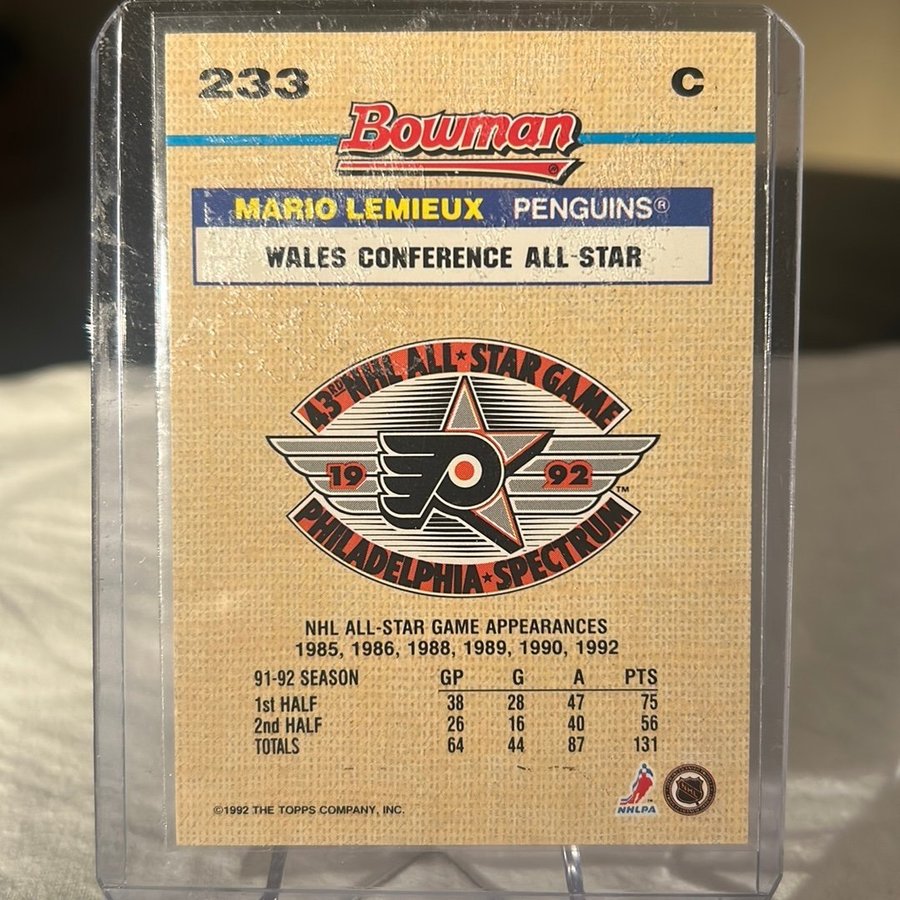 233 C
Bowman
MARIO LEMIEUX PENGUINS®
WALES CONFERENCE ALL-STAR
43RD NHL ALL★STAR GAME
19 92
PHILADELPHIA★SPECTRUM™
NHL ALL-STAR GAME APPEARANCES
1985, 1986, 1988, 1989, 1990, 1992
91-92 SEASON GP G A PTS
1st HALF 38 28 47 75
2nd HALF 26 16 40 56
TOTALS 64 44 87 131
NHLPA NHL
©1992 THE TOPPS COMPANY, INC.